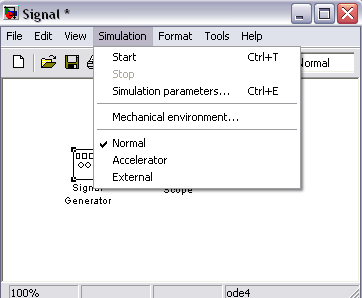 Signal *
File Edit View Simulation Format Tools Help
Normal
Start Ctrl+T
Stop
Simulation parameters... Ctrl+E
Mechanical environment...
Normal
Accelerator
External
Signal
Generator
Scope
100% ode4